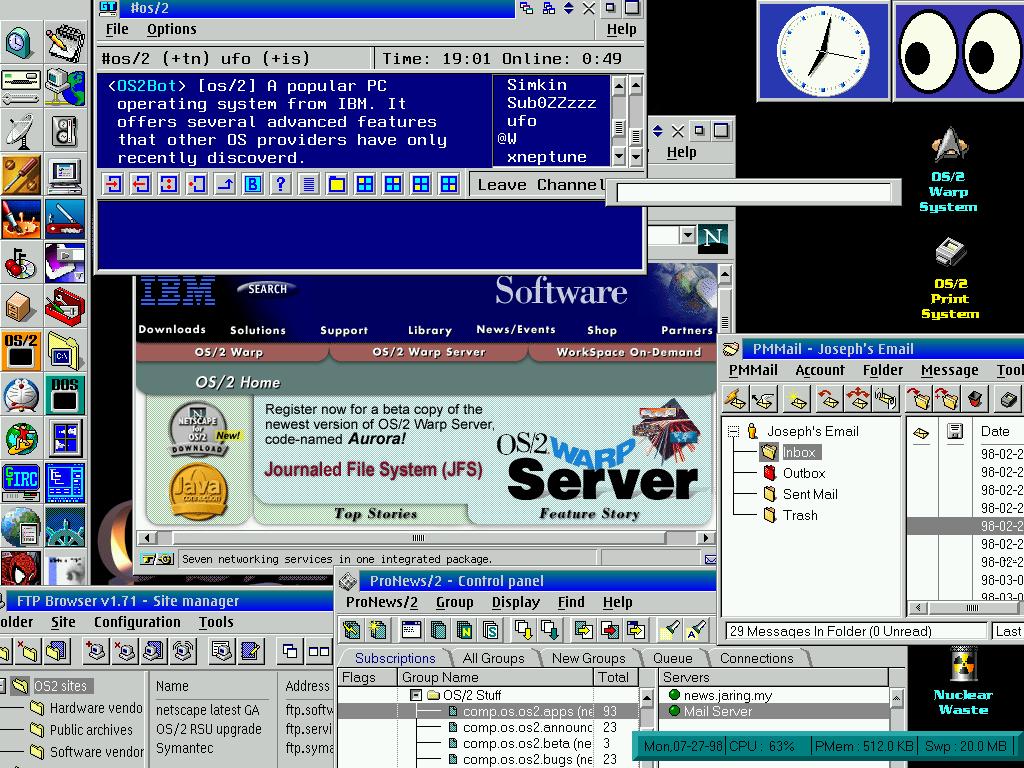 #os/2
File Options Help
#os/2 (+tn) ufo (+is)
Time: 19:01 Online: 0:49
<OS2Bot> [os/2] A popular PC
operating system from IBM. It
offers several advanced features
that other OS providers have only
recently discoverd.
Simkin
Sub0ZZzzz
ufo
@W
xneptune
Leave Channel
Help
N
IBM
SEARCH
Software
Downloads Solutions Support Library News/Events Shop Partners
OS/2 Warp OS/2 Warp Server WorkSpace On-Demand
OS/2 Home
NETSCAPE
for
OS/2
New!
DOWNLOAD
Java
connection
Register now for a beta copy of the
newest version of OS/2 Warp Server,
code-named Aurora!
Journaled File System (JFS)
OS/2 WARP
Server
Top Stories
Feature Story
Seven networking services in one integrated package.
OS/2
Warp
System
OS/2
Print
System
Nuclear
Waste
OS/2
DOS
GTIRC
PMMail - Joseph's Email
PMMail Account Folder Message Tool
Joseph's Email
Inbox
Outbox
Sent Mail
Trash
Date
98-02-2
98-02-2
98-02-2
98-02-2
98-02-2
98-02-2
98-02-2
98-03-0
98-03-0
29 Messages In Folder (0 Unread)
Last
FTP Browser v1.71 - Site manager
older Site Configuration Tools
OS2 sites
Hardware vendo
Public archives
Software vendor
Name Address
netscape latest GA ftp.softw
OS/2 RSU upgrade ftp.servi
Symantec ftp.syma
ProNews/2 - Control panel
ProNews/2 Group Display Find Help
Subscriptions All Groups New Groups Queue Connections
Flags Group Name Total Servers
OS/2 Stuff
comp.os.os2.apps (ne 93
comp.os.os2.announc 23
comp.os.os2.beta (ne 3
comp.os.os2.bugs (ne 23
news.jaring.my
Mail Server
Mon,07-27-98 CPU : 63% PMem : 512.0 KB Swp : 20.0 MB